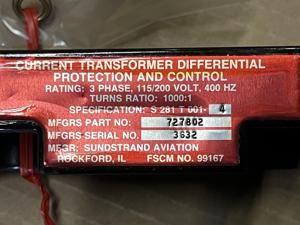 CURRENT TRANSFORMER DIFFERENTIAL
PROTECTION AND CONTROL
RATING: 3 PHASE, 115/200 VOLT, 400 HZ
TURNS RATIO: 1000:1
SPECIFICATION: S 281 T 001- 4
MFGRS PART NO: 727802
MFGRS SERIAL NO. 3632
MFGR: SUNDSTRAND AVIATION
ROCKFORD, IL FSCM NO. 99167